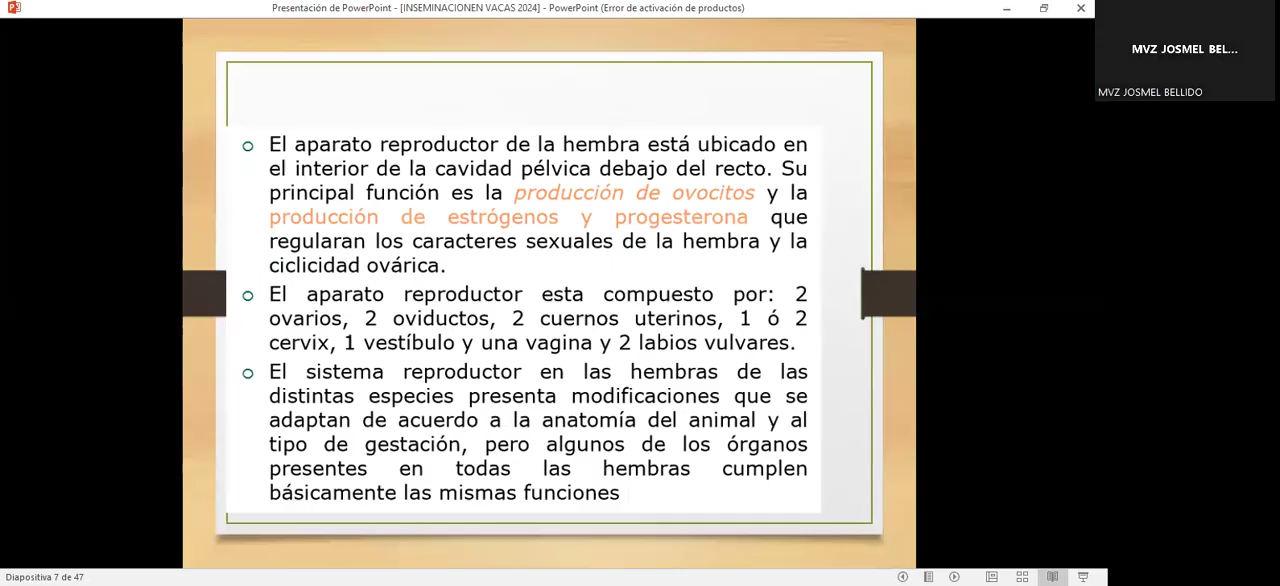 Presentación de PowerPoint - [INSEMINACIONEN VACAS 2024] - PowerPoint (Error de activación de productos)
MVZ JOSMEL BEL...
MVZ JOSMEL BELLIDO
El aparato reproductor de la hembra está ubicado en
el interior de la cavidad pélvica debajo del recto. Su
principal función es la producción de ovocitos y la
producción de estrógenos y progesterona que
regularan los caracteres sexuales de la hembra y la
ciclicidad ovárica.
El aparato reproductor esta compuesto por: 2
ovarios, 2 oviductos, 2 cuernos uterinos, 1 ó 2
cervix, 1 vestíbulo y una vagina y 2 labios vulvares.
El sistema reproductor en las hembras de las
distintas especies presenta modificaciones que se
adaptan de acuerdo a la anatomía del animal y al
tipo de gestación, pero algunos de los órganos
presentes en todas las hembras cumplen
básicamente las mismas funciones
Diapositiva 7 de 47